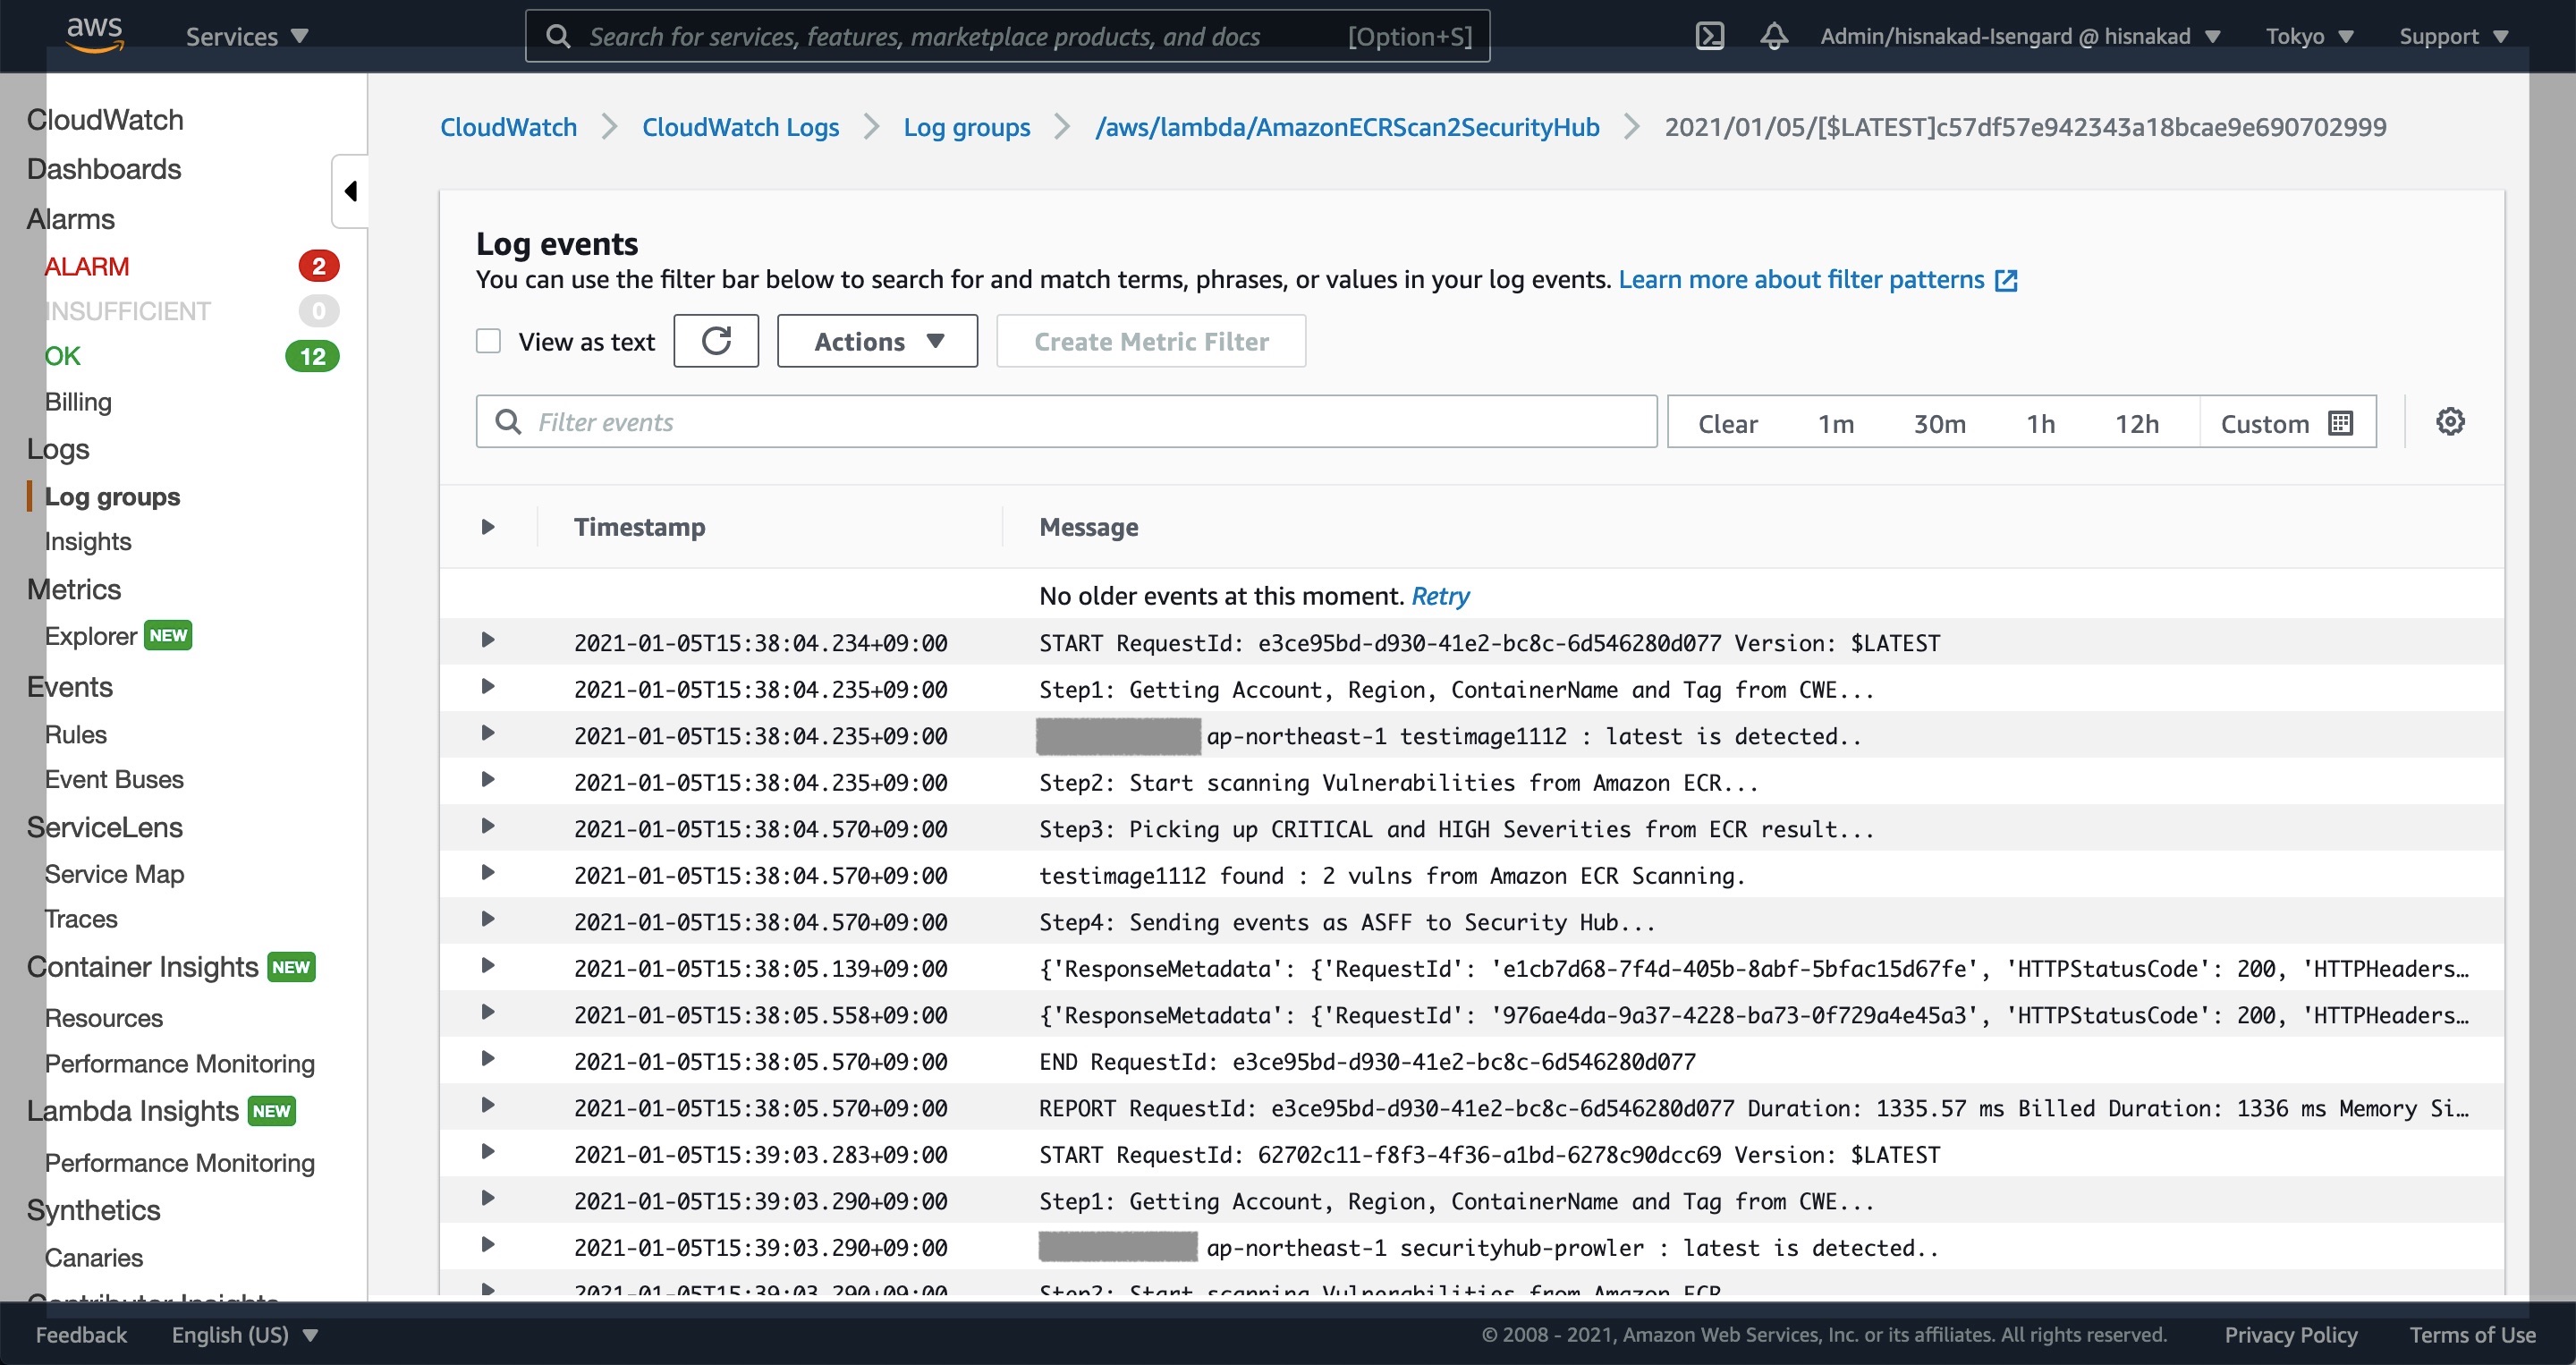 aws Services Search for services, features, marketplace products, and docs [Option+S] Admin/hisnakad-Isengard @ hisnakad Tokyo Support
CloudWatch
Dashboards
Alarms
ALARM 2
INSUFFICIENT 0
OK 12
Billing
Logs
Log groups
Insights
Metrics
Explorer NEW
Events
Rules
Event Buses
ServiceLens
Service Map
Traces
Container Insights NEW
Resources
Performance Monitoring
Lambda Insights NEW
Performance Monitoring
Synthetics
Canaries
Contributor Insights
CloudWatch CloudWatch Logs Log groups /aws/lambda/AmazonECRScan2SecurityHub 2021/01/05/[$LATEST]c57df57e942343a18bcae9e690702999
Log events
You can use the filter bar below to search for and match terms, phrases, or values in your log events. Learn more about filter patterns
View as text Actions Create Metric Filter
Filter events Clear 1m 30m 1h 12h Custom
Timestamp Message
No older events at this moment. Retry
2021-01-05T15:38:04.234+09:00 START RequestId: e3ce95bd-d930-41e2-bc8c-6d546280d077 Version: $LATEST
2021-01-05T15:38:04.235+09:00 Step1: Getting Account, Region, ContainerName and Tag from CWE...
2021-01-05T15:38:04.235+09:00 ap-northeast-1 testimage1112 : latest is detected..
2021-01-05T15:38:04.235+09:00 Step2: Start scanning Vulnerabilities from Amazon ECR...
2021-01-05T15:38:04.570+09:00 Step3: Picking up CRITICAL and HIGH Severities from ECR result...
2021-01-05T15:38:04.570+09:00 testimage1112 found : 2 vulns from Amazon ECR Scanning.
2021-01-05T15:38:04.570+09:00 Step4: Sending events as ASFF to Security Hub...
2021-01-05T15:38:05.139+09:00 {'ResponseMetadata': {'RequestId': 'e1cb7d68-7f4d-405b-8abf-5bfac15d67fe', 'HTTPStatusCode': 200, 'HTTPHeaders…
2021-01-05T15:38:05.558+09:00 {'ResponseMetadata': {'RequestId': '976ae4da-9a37-4228-ba73-0f729a4e45a3', 'HTTPStatusCode': 200, 'HTTPHeaders…
2021-01-05T15:38:05.570+09:00 END RequestId: e3ce95bd-d930-41e2-bc8c-6d546280d077
2021-01-05T15:38:05.570+09:00 REPORT RequestId: e3ce95bd-d930-41e2-bc8c-6d546280d077 Duration: 1335.57 ms Billed Duration: 1336 ms Memory Si…
2021-01-05T15:39:03.283+09:00 START RequestId: 62702c11-f8f3-4f36-a1bd-6278c90dcc69 Version: $LATEST
2021-01-05T15:39:03.290+09:00 Step1: Getting Account, Region, ContainerName and Tag from CWE...
2021-01-05T15:39:03.290+09:00 ap-northeast-1 securityhub-prowler : latest is detected..
2021-01-05T15:39:03.290+09:00 Step2: Start scanning Vulnerabilities from Amazon ECR
Feedback English (US) © 2008 - 2021, Amazon Web Services, Inc. or its affiliates. All rights reserved. Privacy Policy Terms of Use